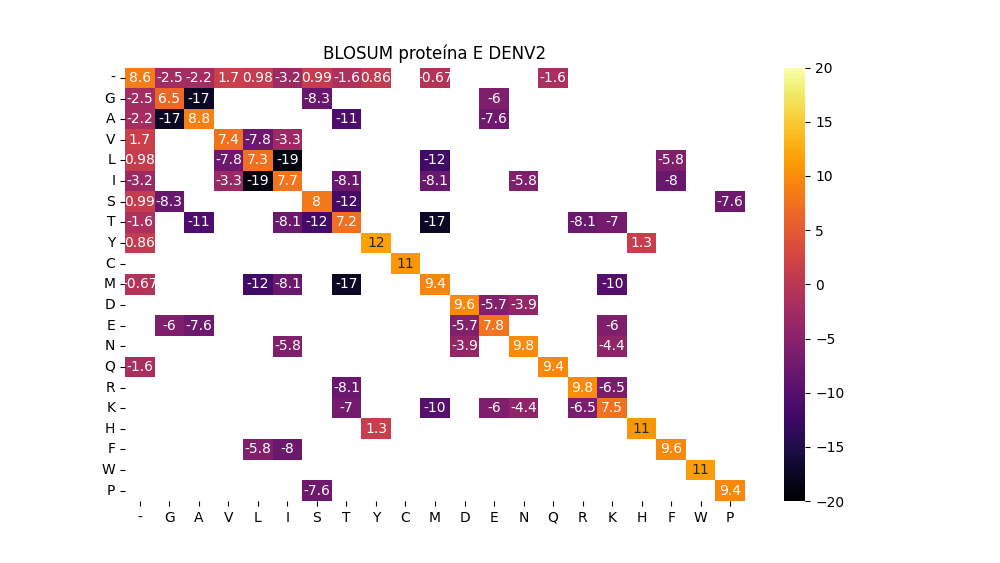 BLOSUM proteína E DENV2
- 8.6 -2.5 -2.2 1.7 0.98 -3.2 0.99 -1.6 0.86 -0.67 -1.6
G -2.5 6.5 -17 -8.3 -6
A -2.2 -17 8.8 -11 -7.6
V 1.7 7.4 -7.8 -3.3
L 0.98 -7.8 7.3 -19 -12 -5.8
I -3.2 -3.3 -19 7.7 -8.1 -8.1 -5.8 -8
S 0.99 -8.3 8 -12 -7.6
T -1.6 -11 -8.1 -12 7.2 -17 -8.1 -7
Y 0.86 12 1.3
C 11
M -0.67 -12 -8.1 -17 9.4 -10
D 9.6 -5.7 -3.9
E -6 -7.6 -5.7 7.8 -6
N -5.8 -3.9 9.8 -4.4
Q -1.6 9.4
R -8.1 9.8 -6.5
K -7 -10 -6 -4.4 -6.5 7.5
H 1.3 11
F -5.8 -8 9.6
W 11
P -7.6 9.4
- G A V L I S T Y C M D E N Q R K H F W P
20
15
10
5
0
−5
−10
−15
−20